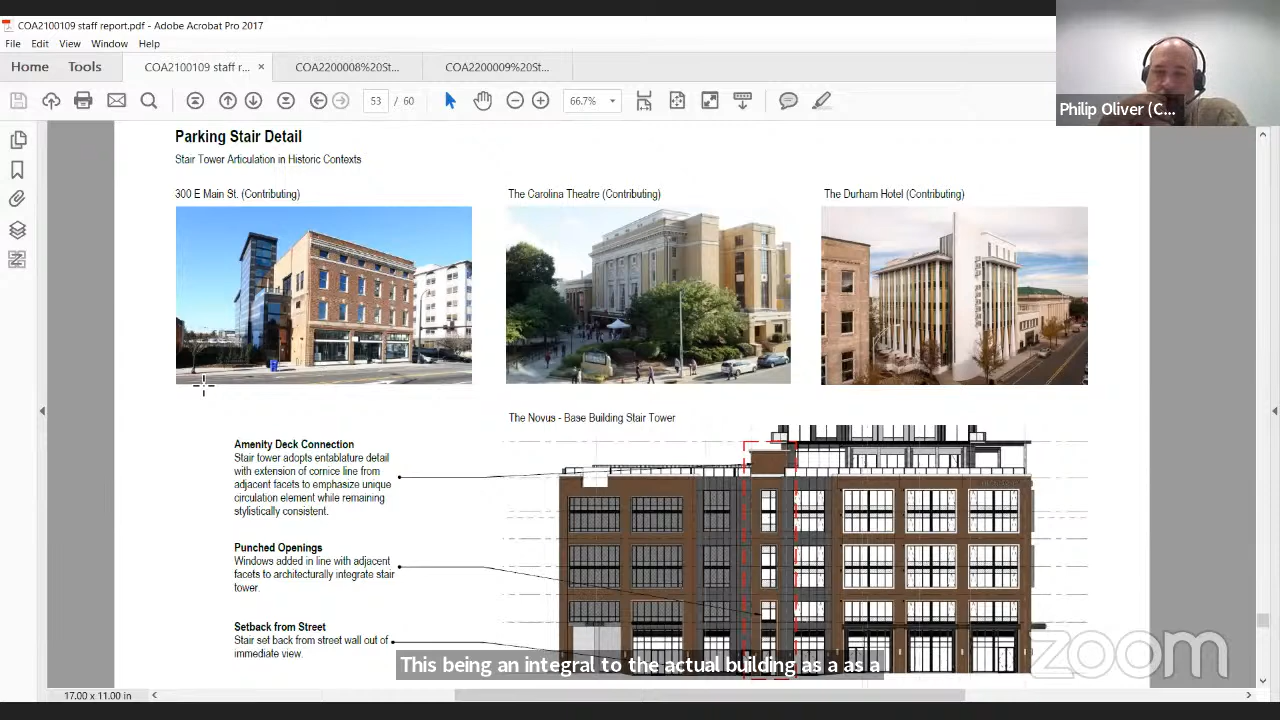 COA2100109 staff report.pdf - Adobe Acrobat Pro 2017
File Edit View Window Help
Home Tools COA2100109 staff r... × COA2200008%20St... COA2200009%20St...
53 / 60 66.7%
Philip Oliver (C...
Parking Stair Detail
Stair Tower Articulation in Historic Contexts
300 E Main St. (Contributing) The Carolina Theatre (Contributing) The Durham Hotel (Contributing)
The Novus - Base Building Stair Tower
Amenity Deck Connection
Stair tower adopts entablature detail
with extension of cornice line from
adjacent facets to emphasize unique
circulation element while remaining
stylistically consistent.
Punched Openings
Windows added in line with adjacent
facets to architecturally integrate stair
tower.
Setback from Street
Stair set back from street wall out of
immediate view.
This being an integral to the actual building as a as a
zoom
17.00 x 11.00 in